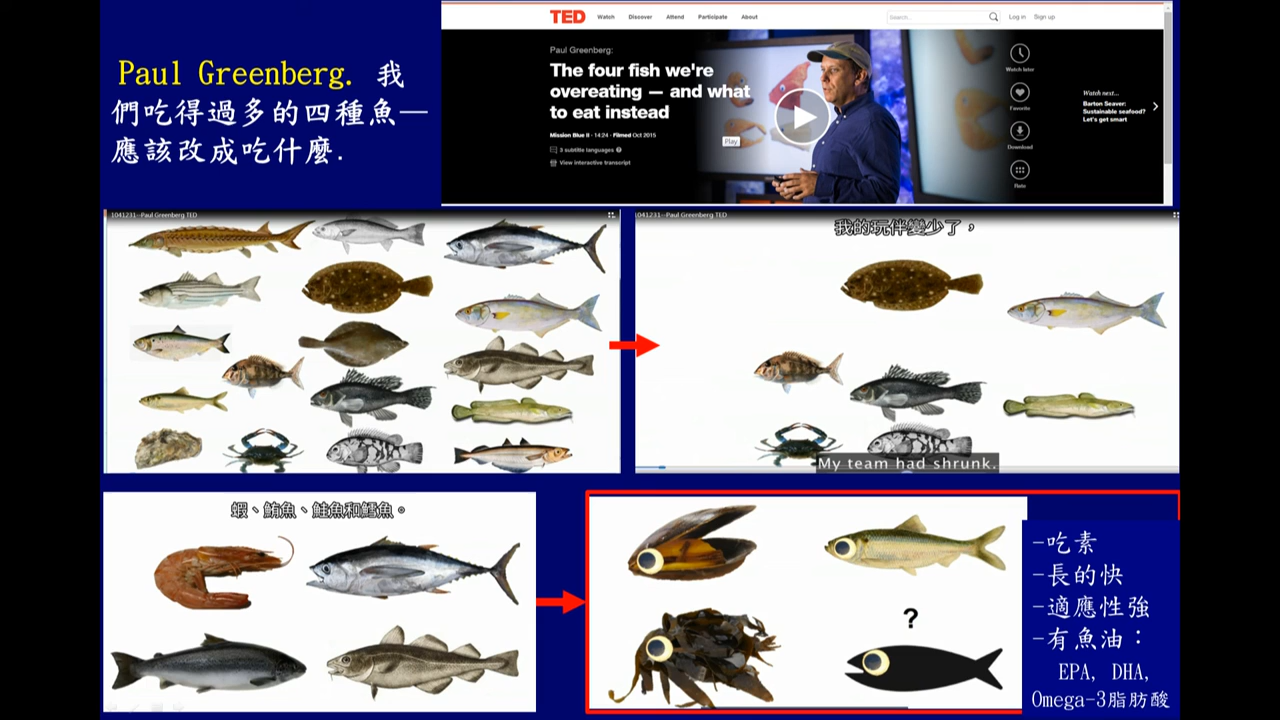 Paul Greenberg. 我
們吃得過多的四種魚—
應該改成吃什麼.
TED Watch Discover Attend Participate About Search... Log in Sign up
Paul Greenberg:
The four fish we're
overeating — and what
to eat instead
Mission Blue II · 14:24 · Filmed Oct 2015
3 subtitle languages
View interactive transcript
Play
Watch later
Favorite
Download
Rate
Watch next...
Barton Seaver:
Sustainable seafood?
Let's get smart
1041231--Paul Greenberg TED
1041231--Paul Greenberg TED
我的玩伴變少了，
My team had shrunk.
蝦、鮪魚、鮭魚和鱈魚。
?
-吃素
-長的快
-適應性強
-有魚油：
EPA, DHA,
Omega-3脂肪酸